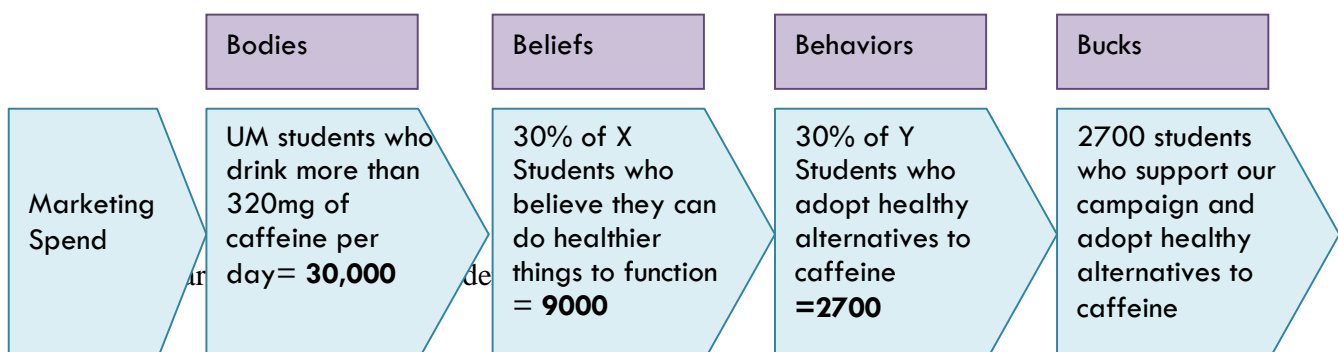 Bodies
Beliefs
Behaviors
Bucks
Marketing
Spend
UM students who
drink more than
320mg of
caffeine per
day= 30,000
30% of X
Students who
believe they can
do healthier
things to function
= 9000
30% of Y
Students who
adopt healthy
alternatives to
caffeine
=2700
2700 students
who support our
campaign and
adopt healthy
alternatives to
caffeine